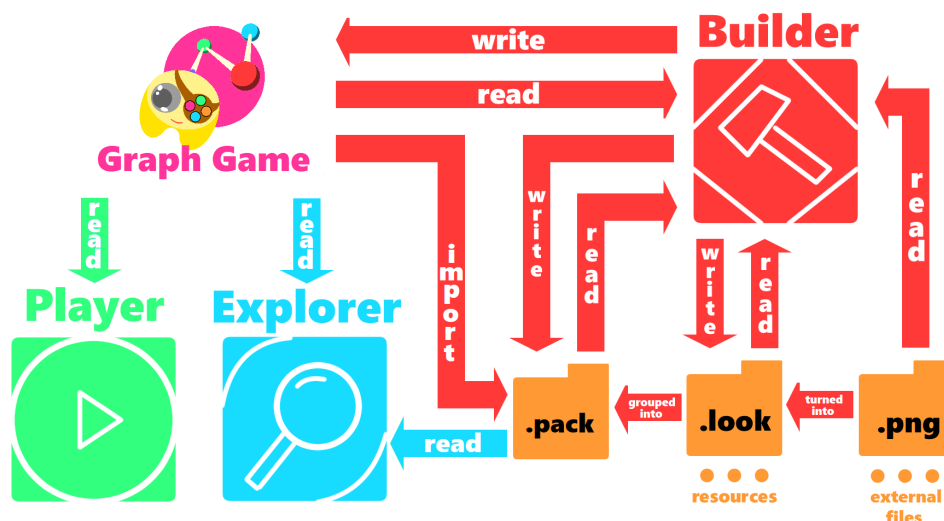 Builder
write
read
Graph Game
read
read
import
write
read
read
write
read
Player
Explorer
.pack
grouped
into
.look
turned
into
.png
read
resources
external
files